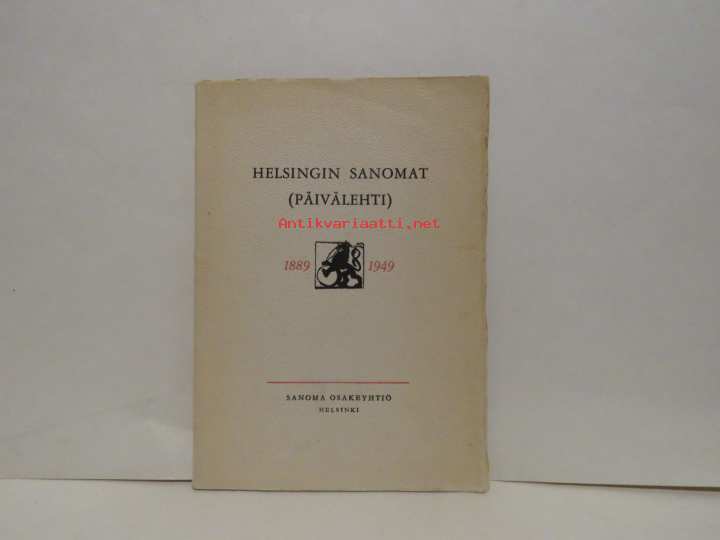 HELSINGIN SANOMAT
(PÄIVÄLEHTI)
Antikvariaatti.net
1889 1949
SANOMA OSAKEYHTIÖ
HELSINKI